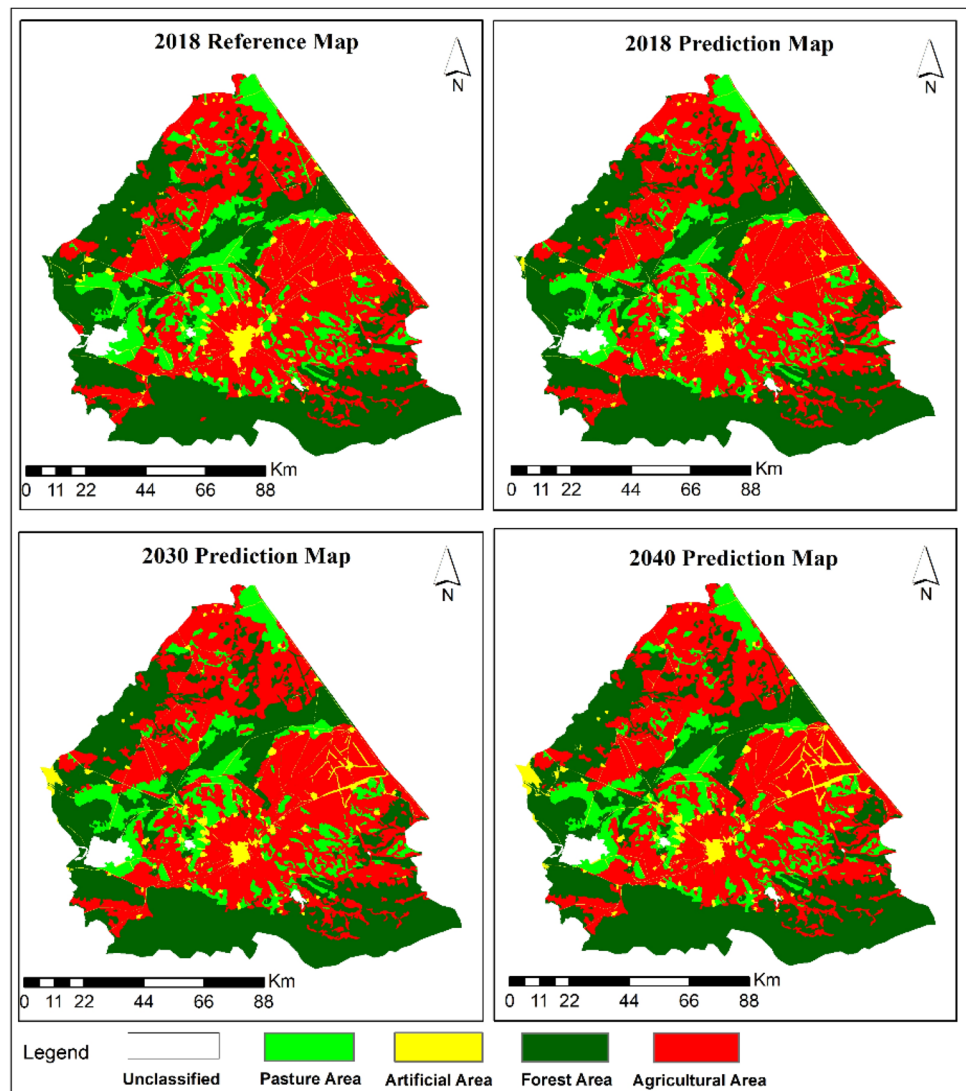 2018 Reference Map
N
Km
0 11 22 44 66 88
2018 Prediction Map
N
Km
0 11 22 44 66 88
2030 Prediction Map
N
Km
0 11 22 44 66 88
2040 Prediction Map
N
Km
0 11 22 44 66 88
Legend
Unclassified Pasture Area Artificial Area Forest Area Agricultural Area